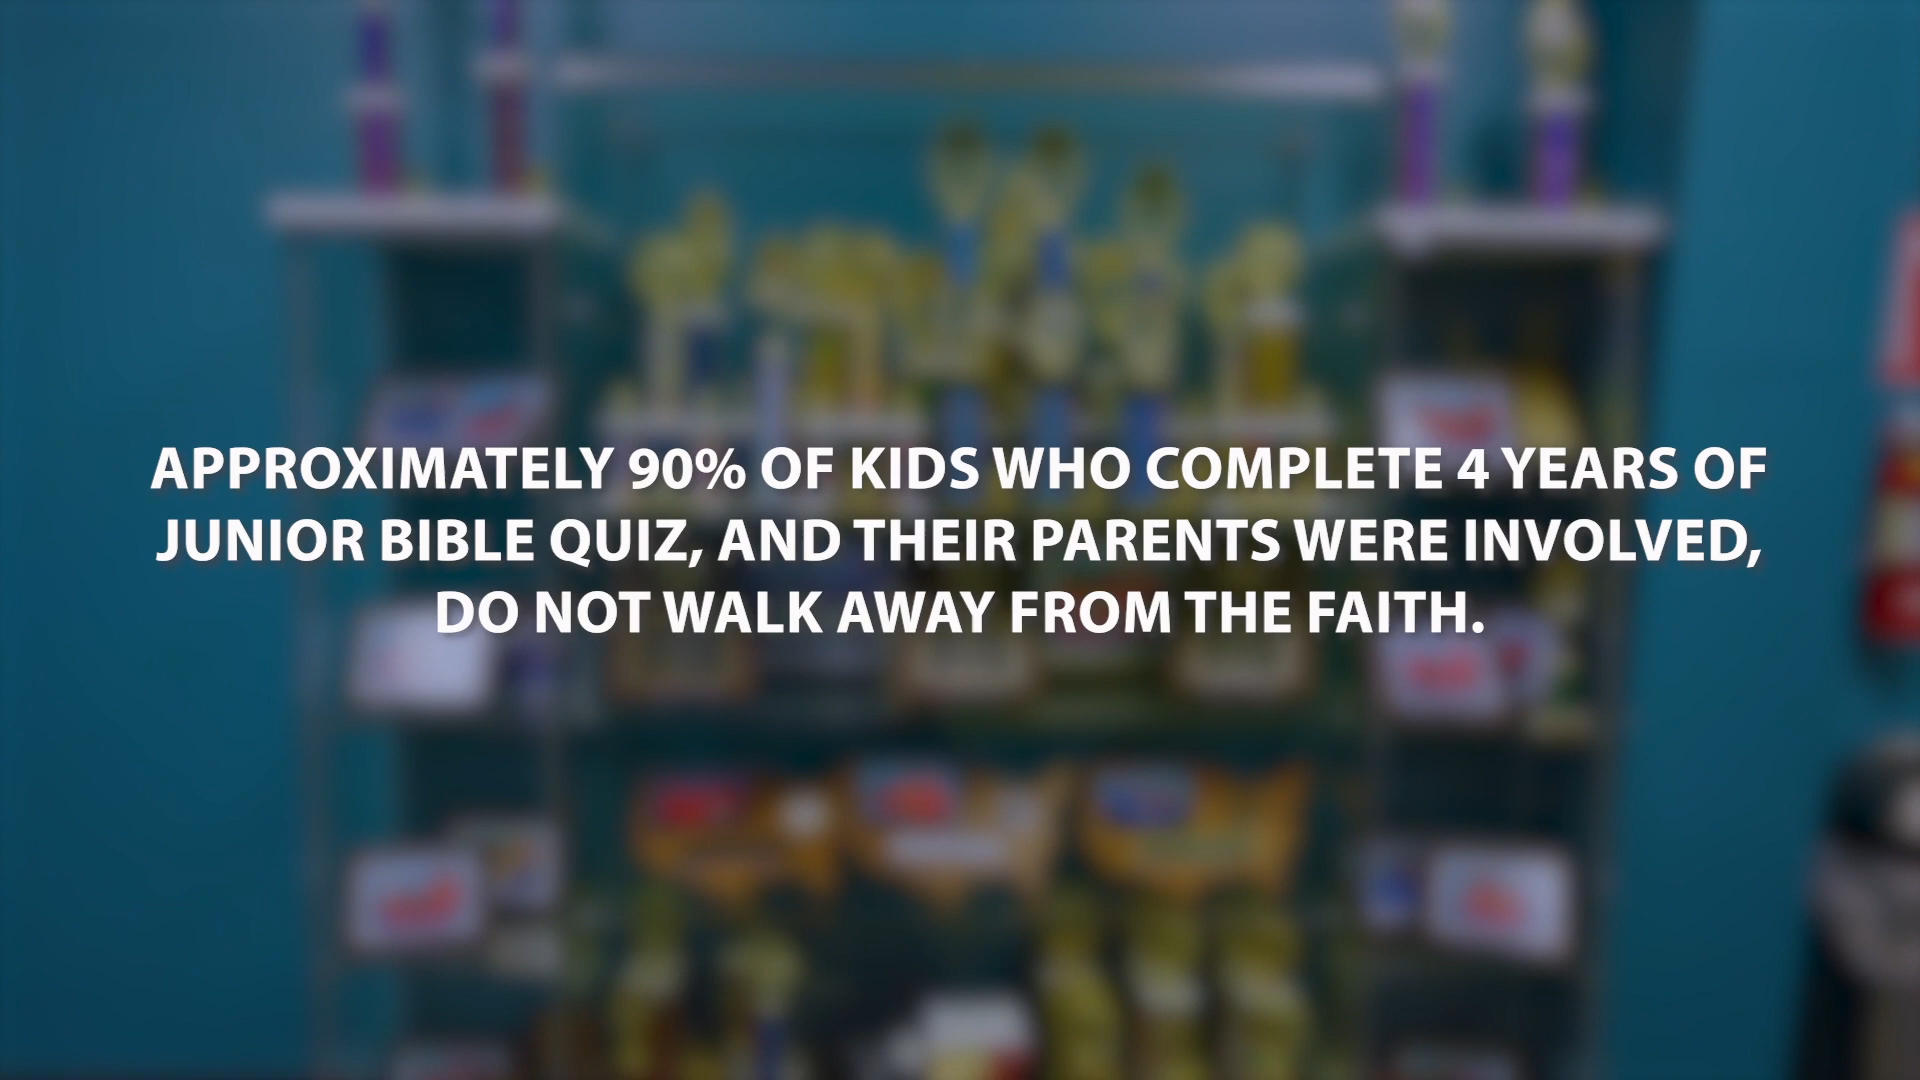 APPROXIMATELY 90% OF KIDS WHO COMPLETE 4 YEARS OF
JUNIOR BIBLE QUIZ, AND THEIR PARENTS WERE INVOLVED,
DO NOT WALK AWAY FROM THE FAITH.